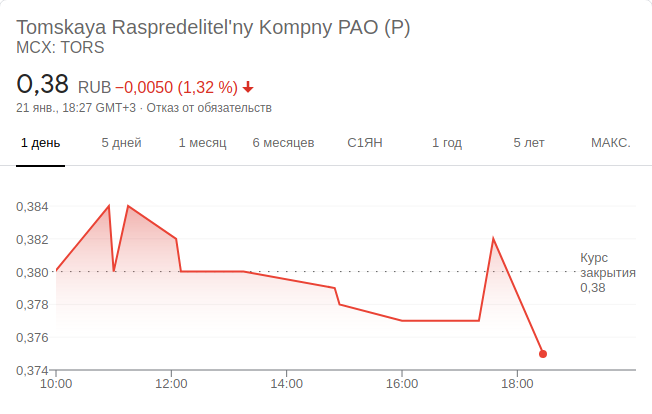 Tomskaya Raspredelitel'ny Kompny PAO (P)
MCX: TORS
0,38 RUB −0,0050 (1,32 %)
21 янв., 18:27 GMT+3 · Отказ от обязательств
1 день 5 дней 1 месяц 6 месяцев С1ЯН 1 год 5 лет МАКС.
0,384
0,382
0,380
0,378
0,376
0,374
Курс
закрытия
0,38
10:00 12:00 14:00 16:00 18:00